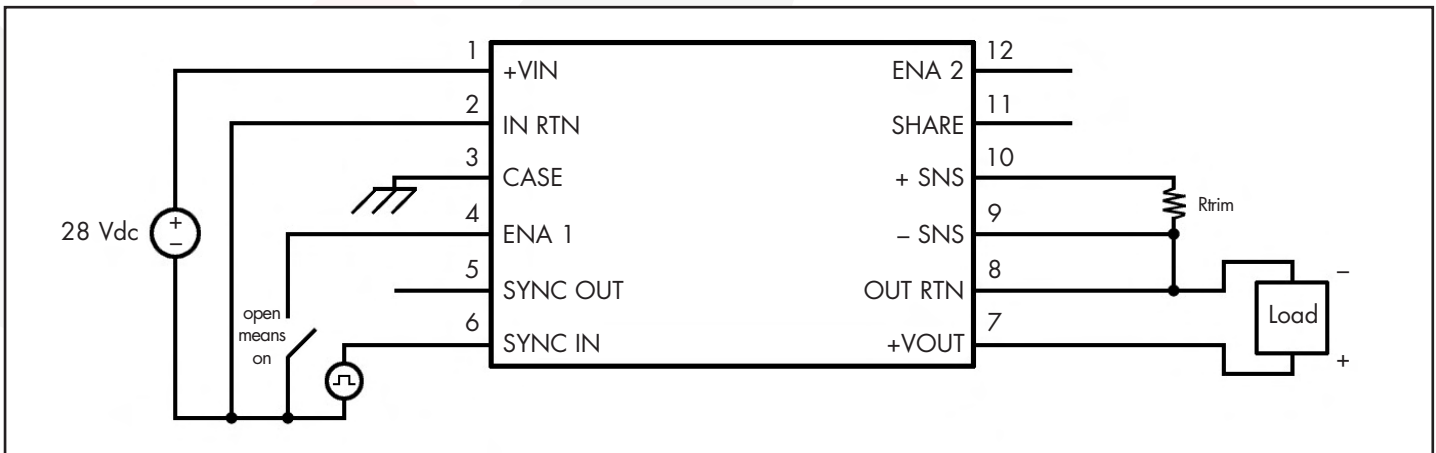 1
+VIN
2
IN RTN
3
CASE
4
ENA 1
5
SYNC OUT
6
SYNC IN
28 Vdc
+
–
open
means
on
12
ENA 2
11
SHARE
10
+ SNS
9
– SNS
8
OUT RTN
7
+VOUT
Rtrim
–
Load
+